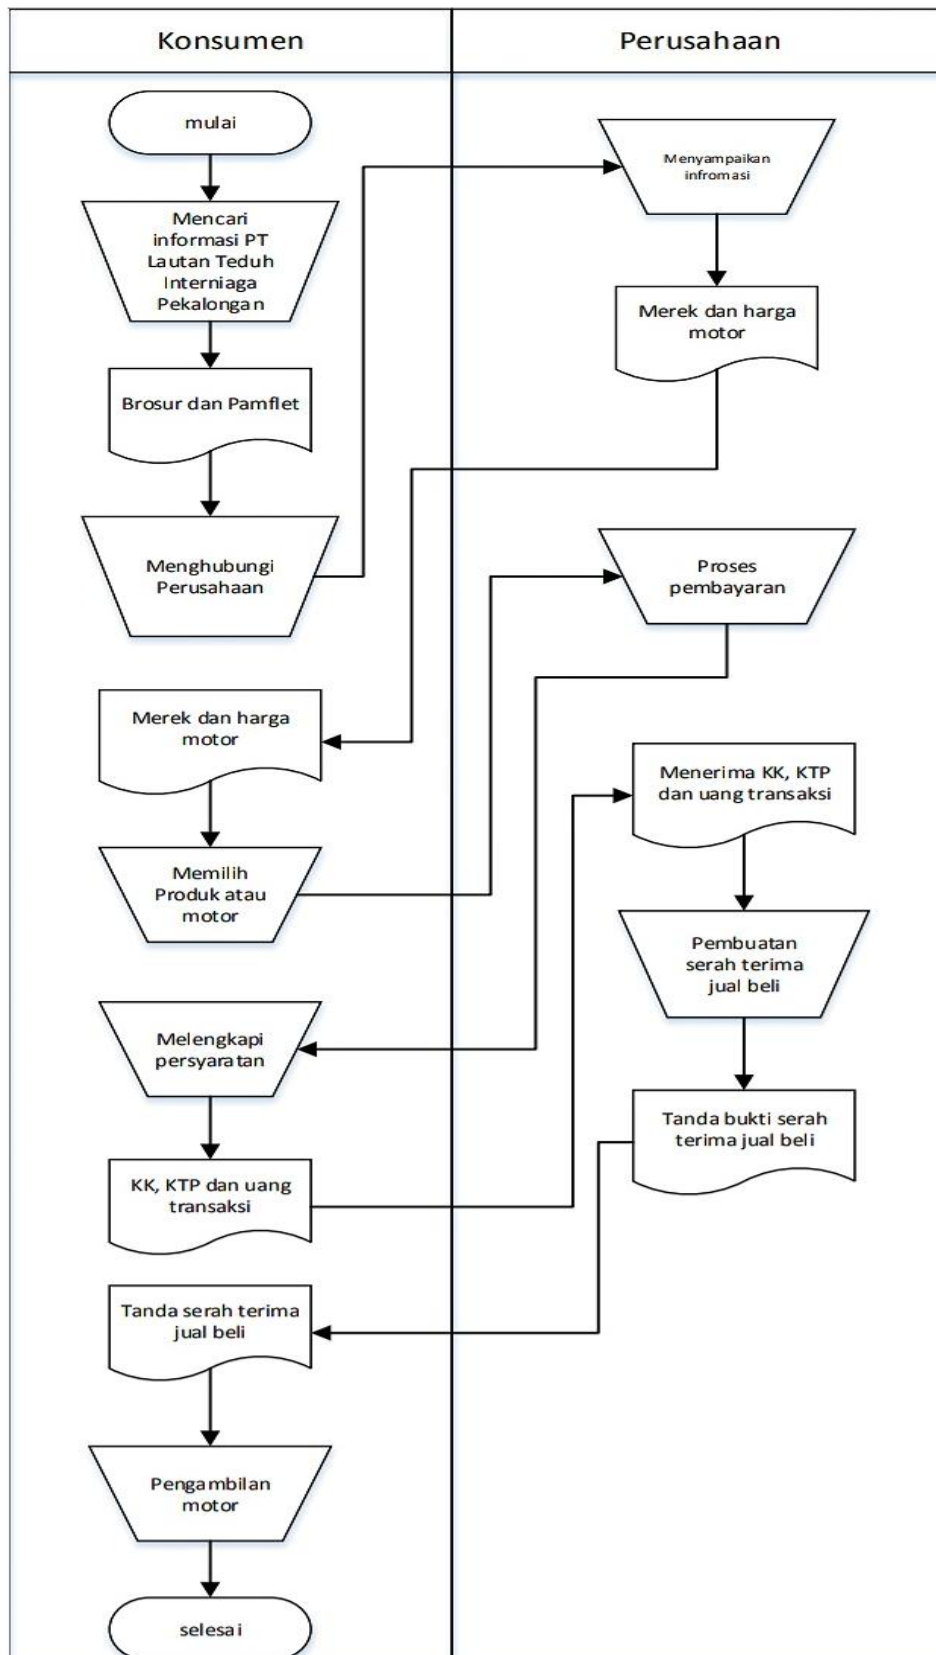 Konsumen
Perusahaan
mulai
Mencari
informasi PT
Lautan Teduh
Interniaga
Pekalongan
Brosur dan Pamflet
Menghubungi
Perusahaan
Menyampaikan
infromasi
Merek dan harga
motor
Merek dan harga
motor
Memilih
Produk atau
motor
Proses
pembayaran
Melengkapi
persyaratan
KK, KTP dan uang
transaksi
Menerima KK, KTP
dan uang transaksi
Pembuatan
serah terima
jual beli
Tanda bukti serah
terima jual beli
Tanda serah terima
jual beli
Pengambilan
motor
selesai